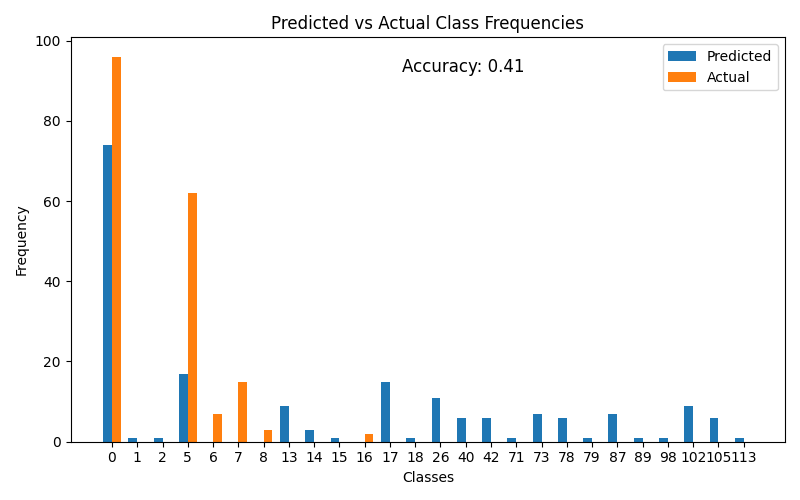 Predicted vs Actual Class Frequencies
Accuracy: 0.41
Predicted
Actual
Frequency
100
80
60
40
20
0
0 1 2 5 6 7 8 13 14 15 16 17 18 26 40 42 71 73 78 79 87 89 98 102 105 113
Classes